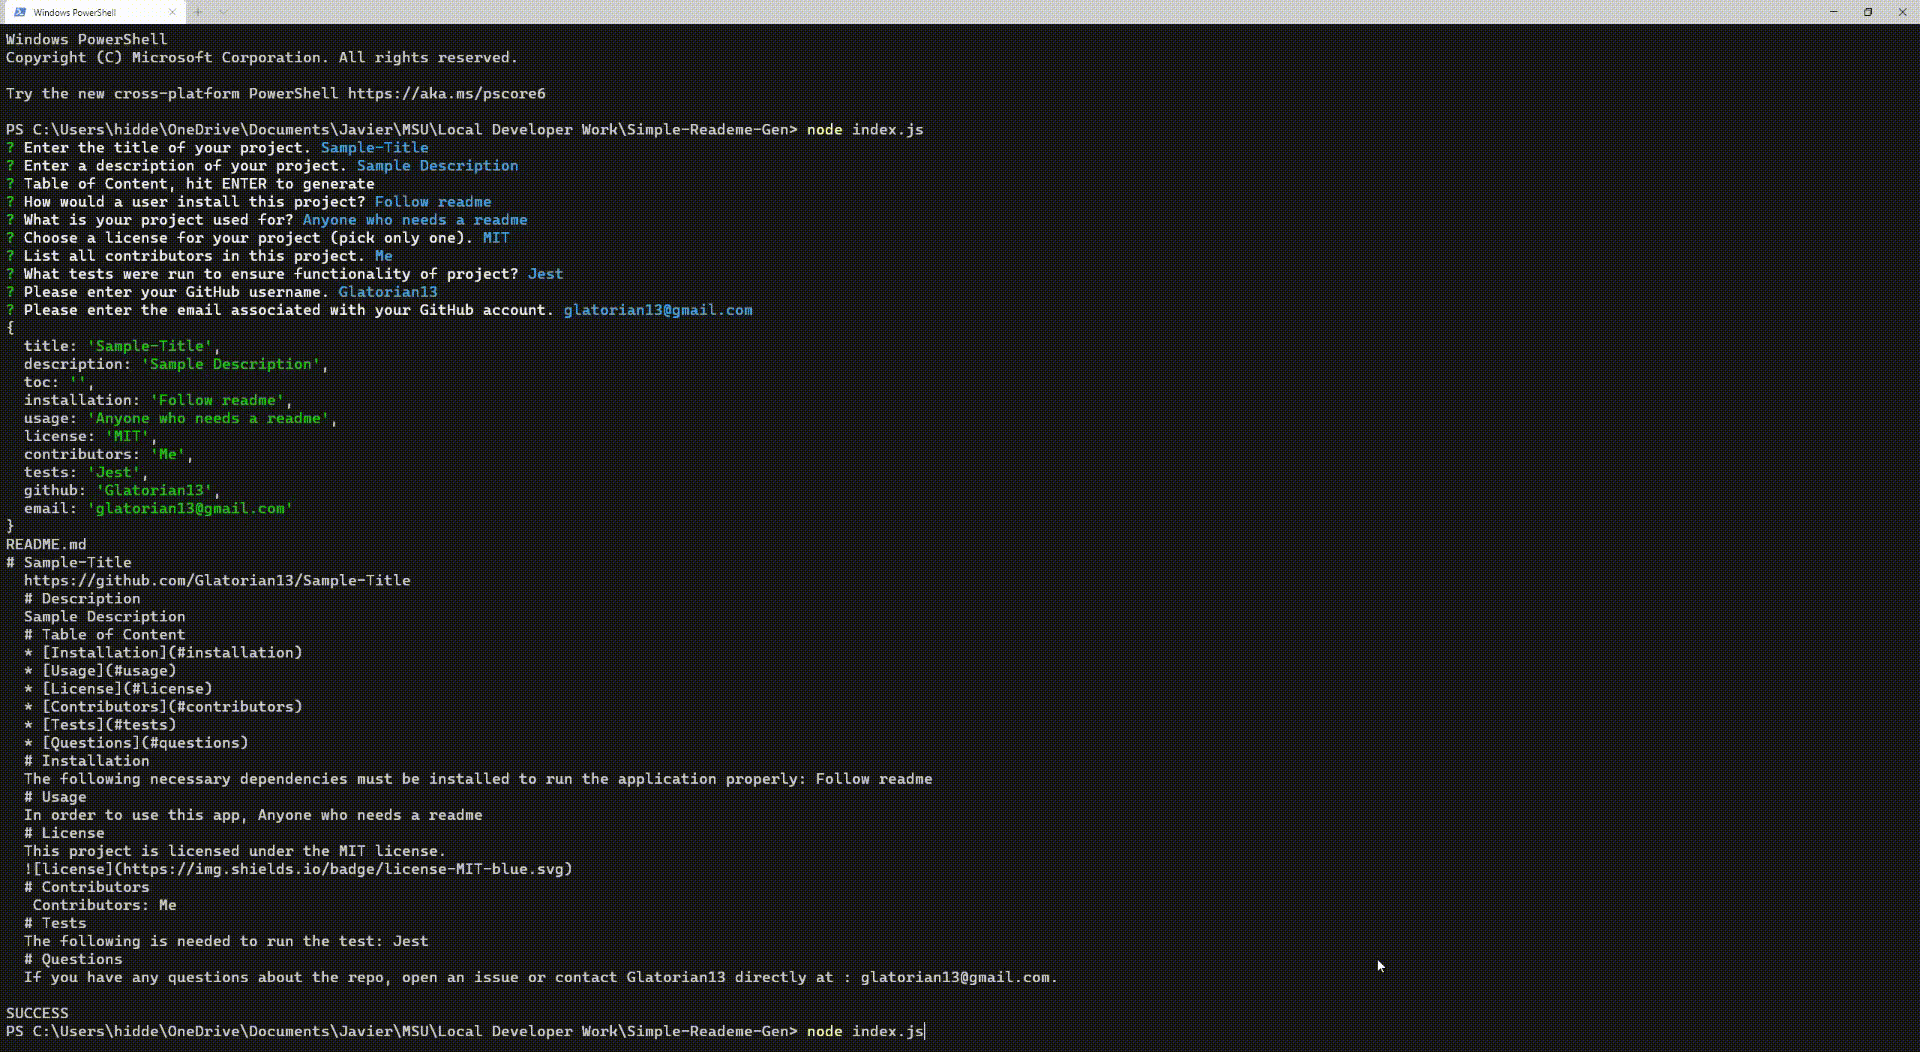 Windows PowerShell
Windows PowerShell
Copyright (C) Microsoft Corporation. All rights reserved.
Try the new cross-platform PowerShell https://aka.ms/pscore6
PS C:\Users\hidde\OneDrive\Documents\Javier\MSU\Local Developer Work\Simple-Reademe-Gen> node index.js
? Enter the title of your project. Sample-Title
? Enter a description of your project. Sample Description
? Table of Content, hit ENTER to generate
? How would a user install this project? Follow readme
? What is your project used for? Anyone who needs a readme
? Choose a license for your project (pick only one). MIT
? List all contributors in this project. Me
? What tests were run to ensure functionality of project? Jest
? Please enter your GitHub username. Glatorian13
? Please enter the email associated with your GitHub account. glatorian13@gmail.com
{
  title: 'Sample-Title',
  description: 'Sample Description',
  toc: '',
  installation: 'Follow readme',
  usage: 'Anyone who needs a readme',
  license: 'MIT',
  contributors: 'Me',
  tests: 'Jest',
  github: 'Glatorian13',
  email: 'glatorian13@gmail.com'
}
README.md
# Sample-Title
  https://github.com/Glatorian13/Sample-Title
  # Description
  Sample Description
  # Table of Content
  * [Installation](#installation)
  * [Usage](#usage)
  * [License](#license)
  * [Contributors](#contributors)
  * [Tests](#tests)
  * [Questions](#questions)
  # Installation
  The following necessary dependencies must be installed to run the application properly: Follow readme
  # Usage
  In order to use this app, Anyone who needs a readme
  # License
  This project is licensed under the MIT license.
  ![license](https://img.shields.io/badge/license-MIT-blue.svg)
  # Contributors
   Contributors: Me
  # Tests
  The following is needed to run the test: Jest
  # Questions
  If you have any questions about the repo, open an issue or contact Glatorian13 directly at : glatorian13@gmail.com.
SUCCESS
PS C:\Users\hidde\OneDrive\Documents\Javier\MSU\Local Developer Work\Simple-Reademe-Gen> node index.js